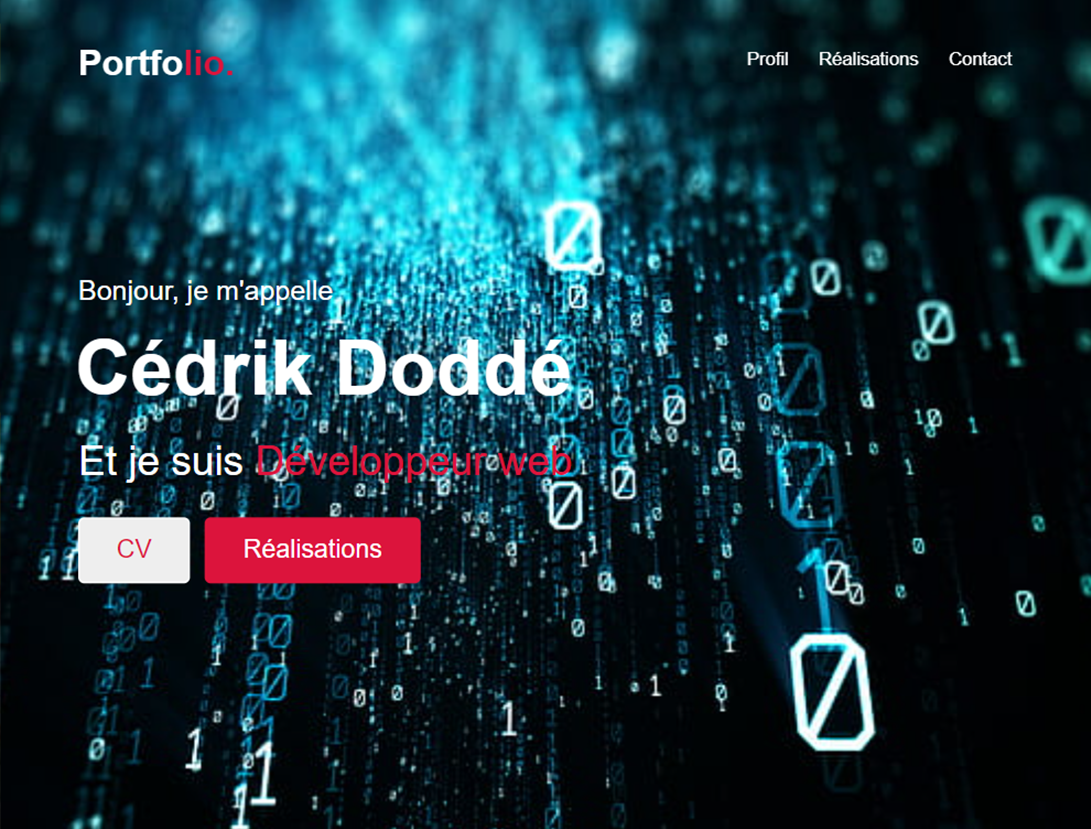 Portfolio.
Profil Réalisations Contact
Bonjour, je m'appelle
Cédrik Doddé
Et je suis Développeur web
CV Réalisations